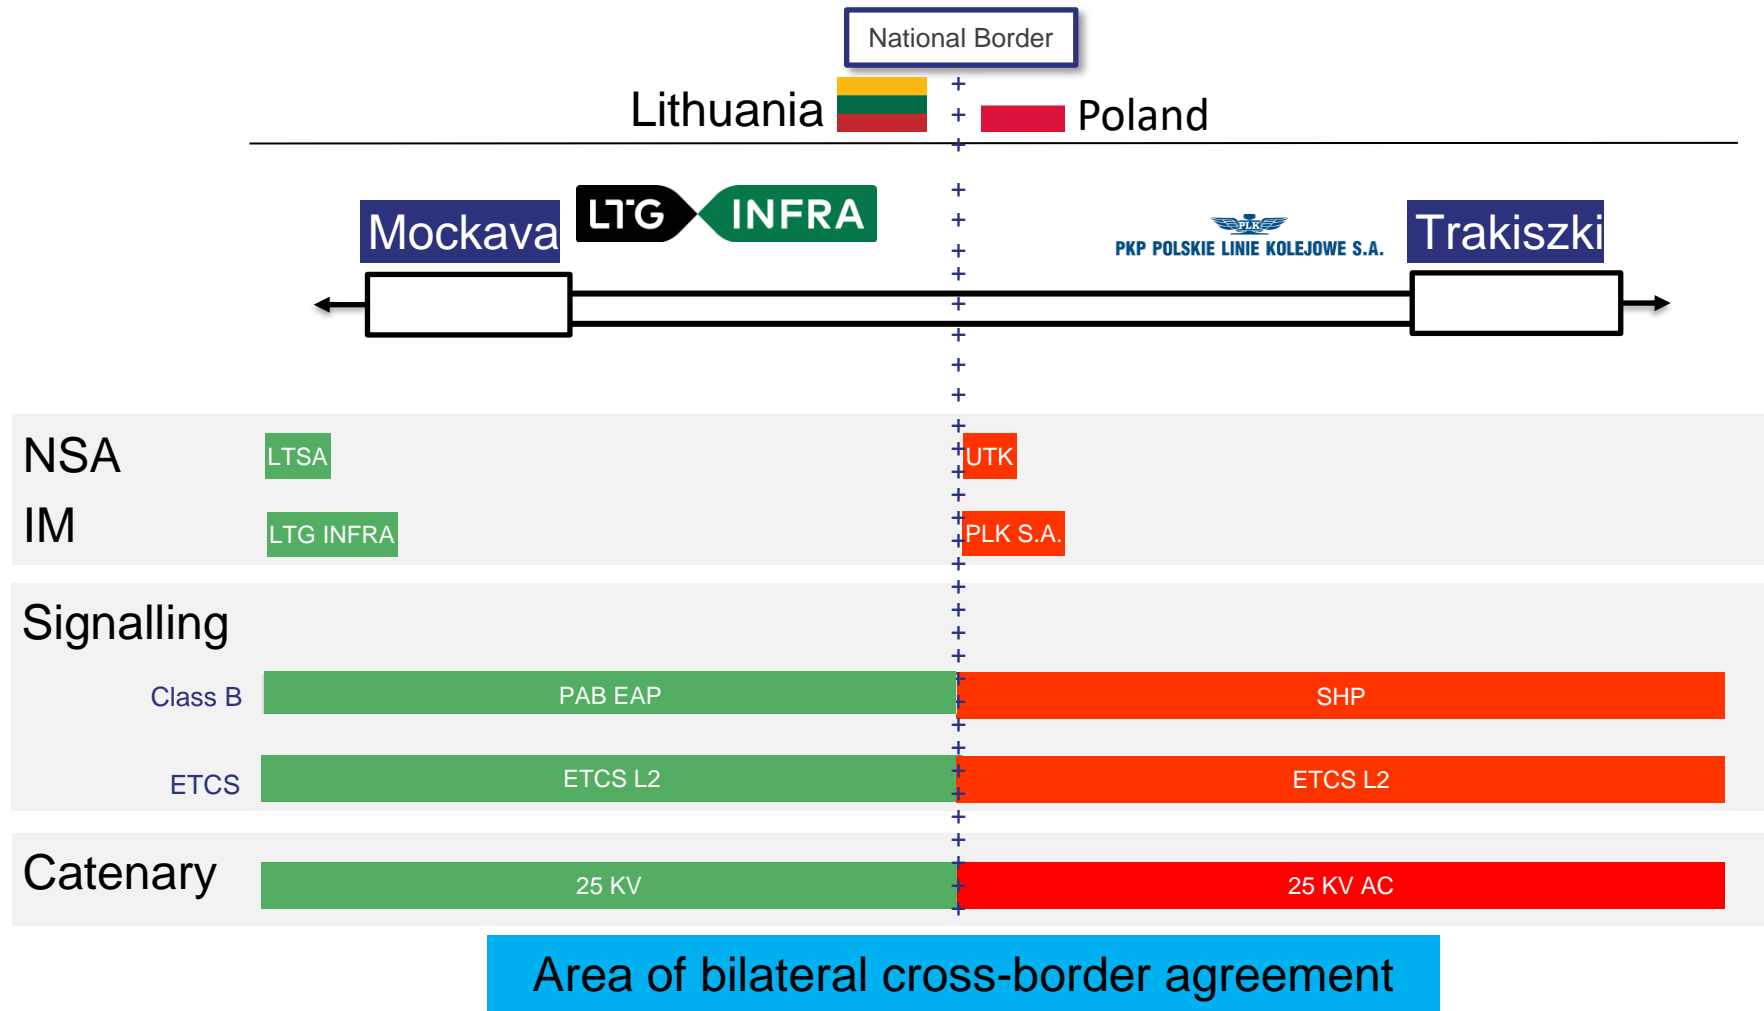 National Border
Lithuania
Poland
Mockava
LTG INFRA
PLK
PKP POLSKIE LINIE KOLEJOWE S.A.
Trakiszki
NSA
LTSA
UTK
IM
LTG INFRA
PLK S.A.
Signalling
Class B
PAB EAP
SHP
ETCS
ETCS L2
ETCS L2
Catenary
25 KV
25 KV AC
Area of bilateral cross-border agreement